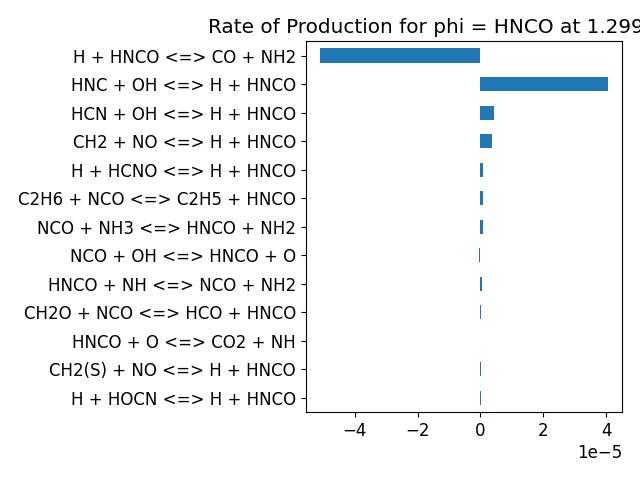 Rate of Production for phi = HNCO at 1.299
H + HNCO <=> CO + NH2
HNC + OH <=> H + HNCO
HCN + OH <=> H + HNCO
CH2 + NO <=> H + HNCO
H + HCNO <=> H + HNCO
C2H6 + NCO <=> C2H5 + HNCO
NCO + NH3 <=> HNCO + NH2
NCO + OH <=> HNCO + O
HNCO + NH <=> NCO + NH2
CH2O + NCO <=> HCO + HNCO
HNCO + O <=> CO2 + NH
CH2(S) + NO <=> H + HNCO
H + HOCN <=> H + HNCO
−4 −2 0 2 4
1e−5